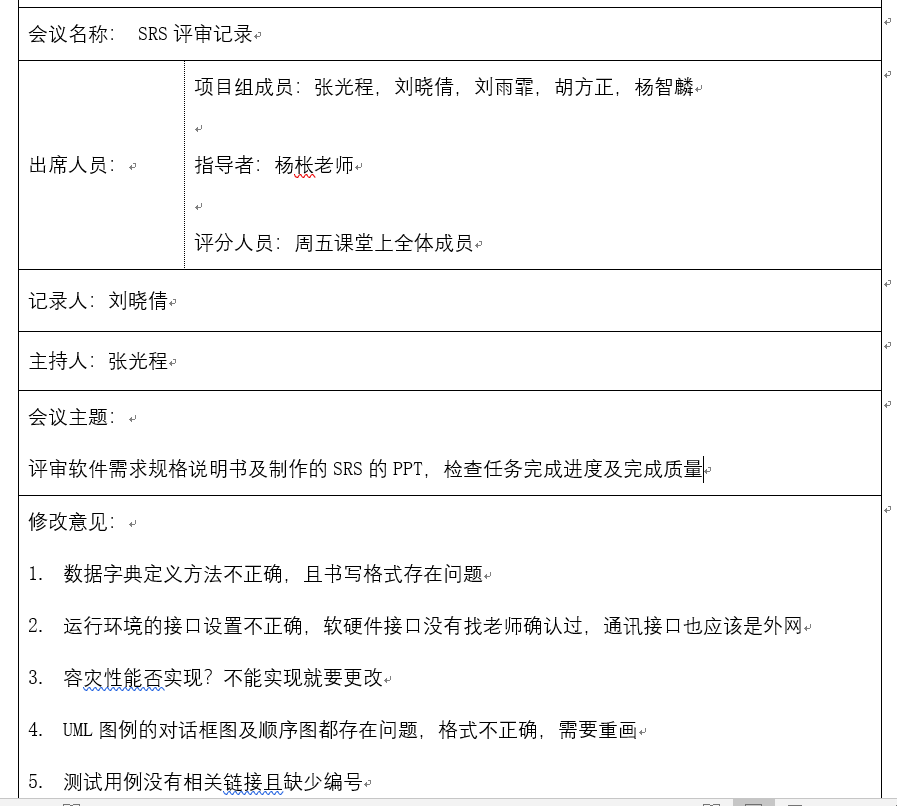 会议名称： SRS 评审记录
项目组成员：张光程，刘晓倩，刘雨霏，胡方正，杨智麟
出席人员：
指导者：杨枨老师
评分人员：周五课堂上全体成员
记录人：刘晓倩
主持人：张光程
会议主题：
评审软件需求规格说明书及制作的 SRS 的 PPT，检查任务完成进度及完成质量
修改意见：
1. 数据字典定义方法不正确，且书写格式存在问题
2. 运行环境的接口设置不正确，软硬件接口没有找老师确认过，通讯接口也应该是外网
3. 容灾性能否实现？不能实现就要更改
4. UML 图例的对话框图及顺序图都存在问题，格式不正确，需要重画
5. 测试用例没有相关链接且缺少编号